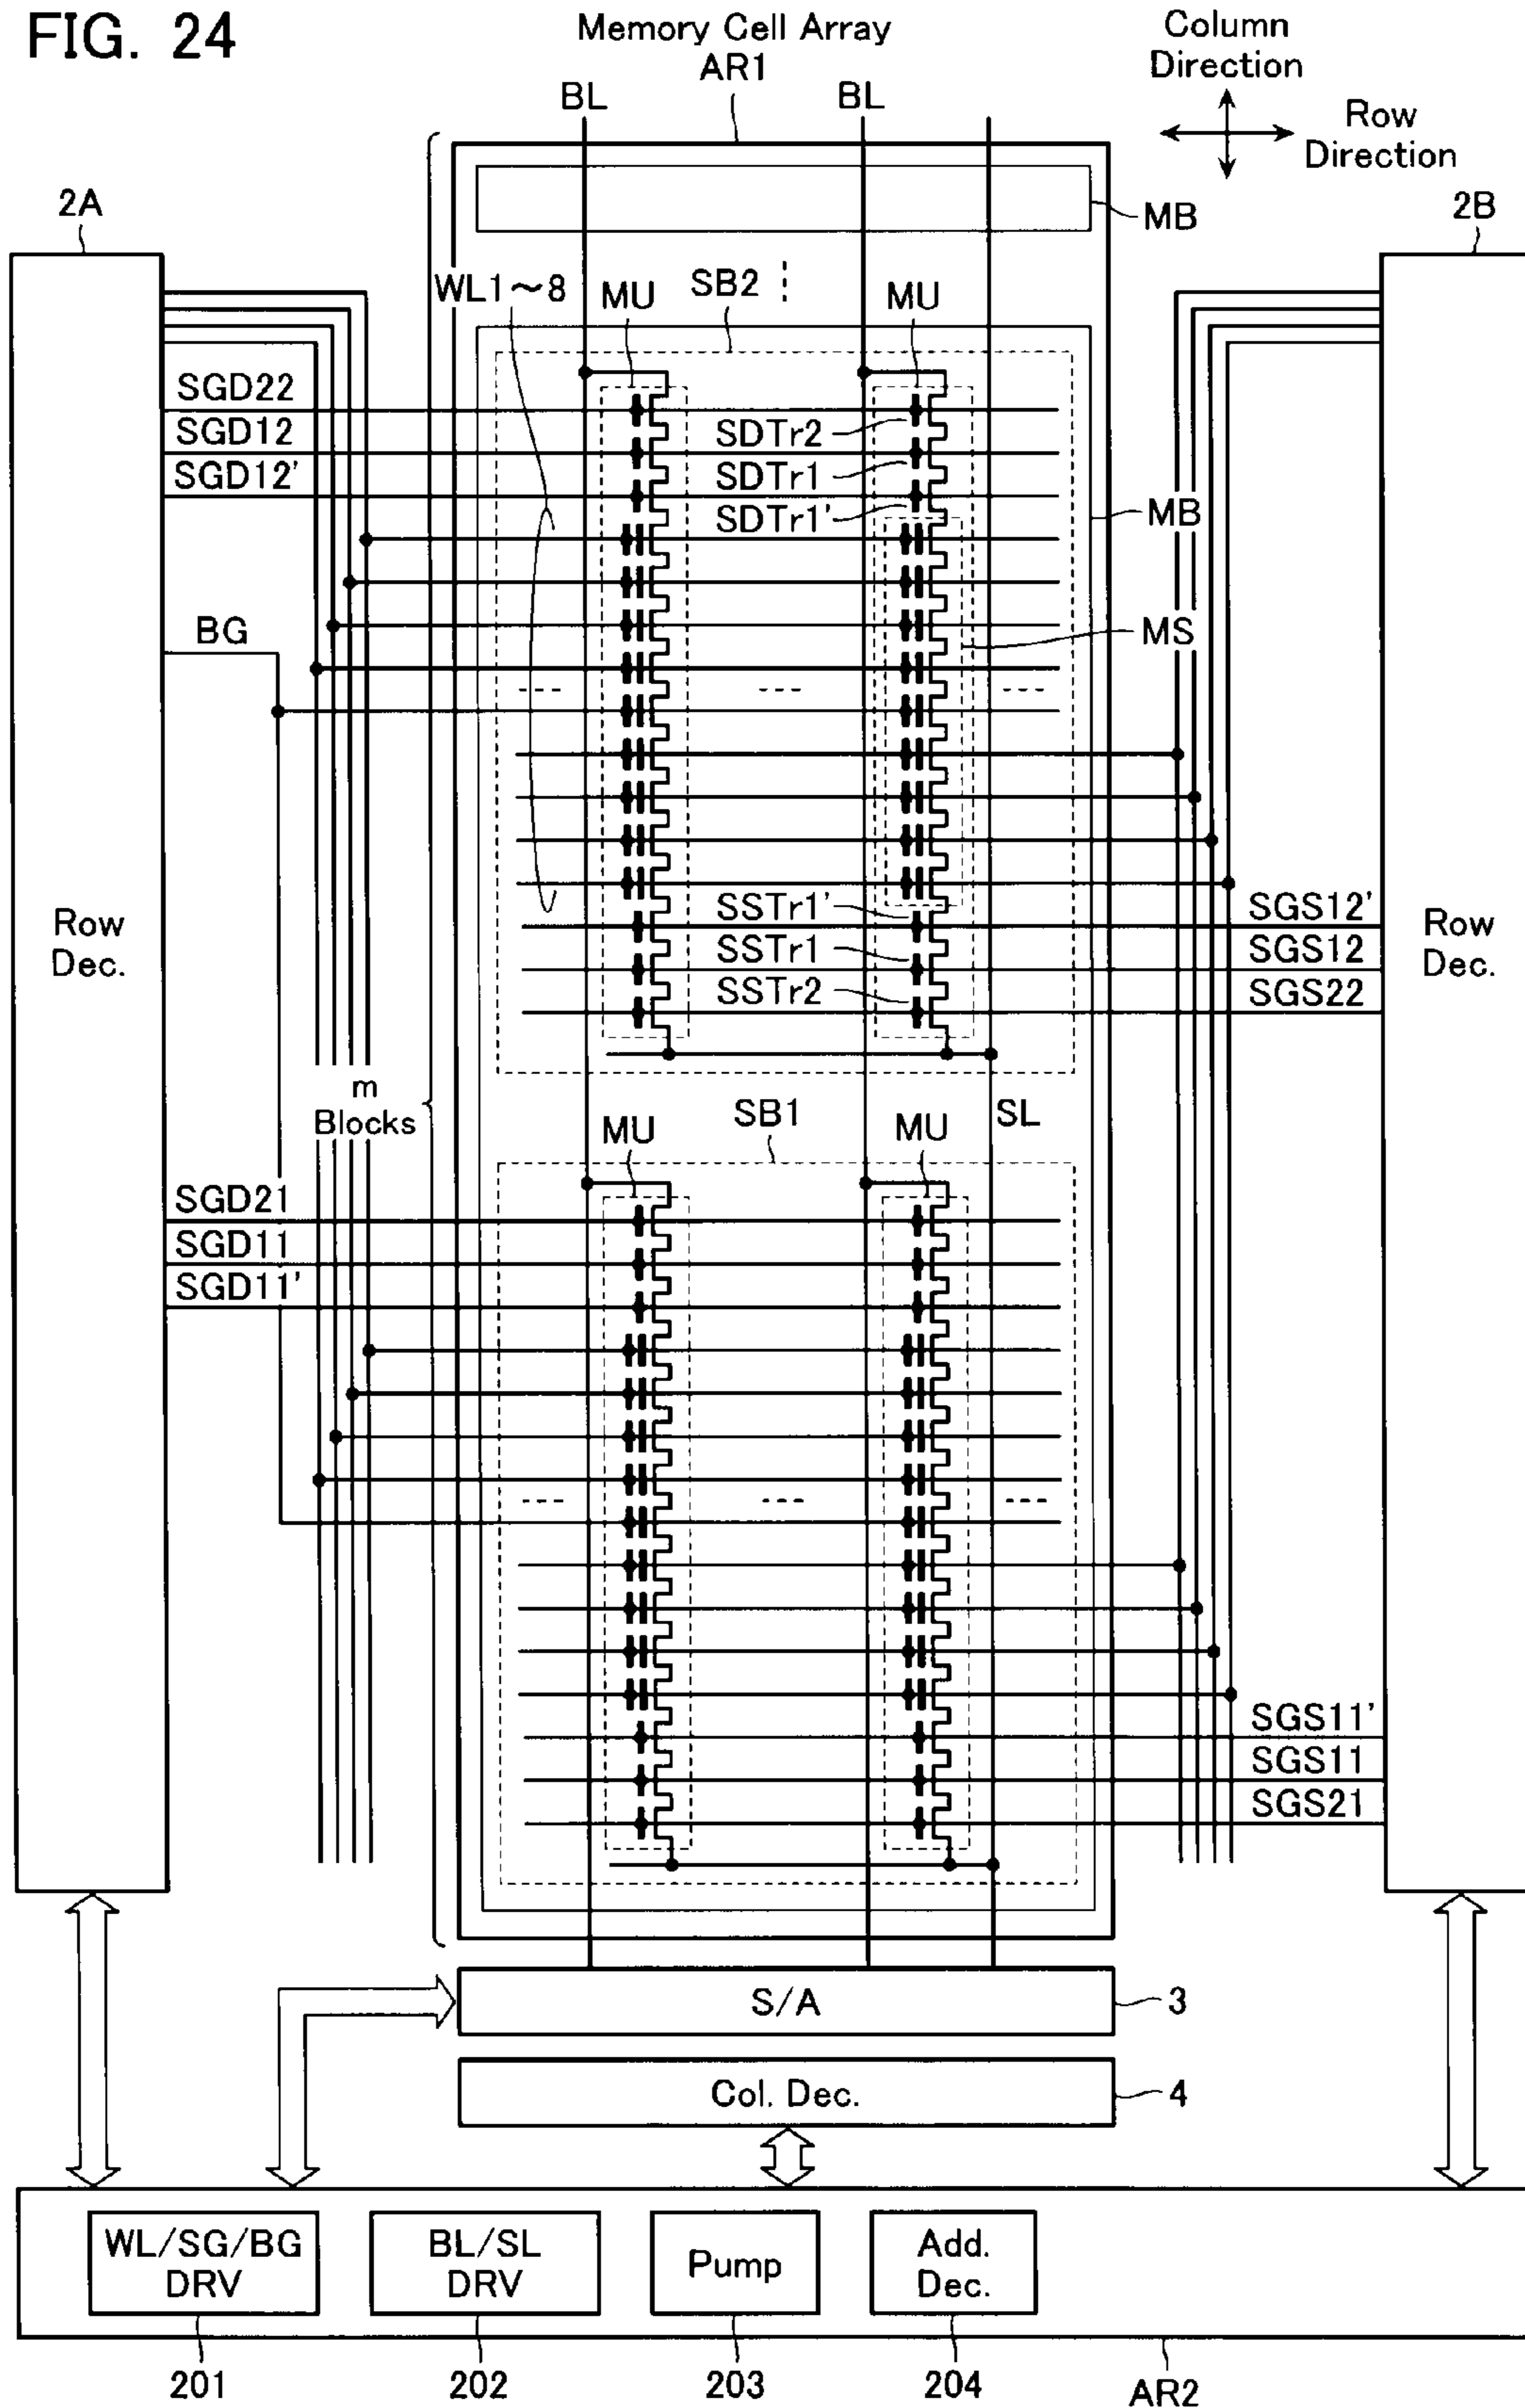 FIG. 24
Memory Cell Array
AR1
Column
Direction
Row
Direction
BL
BL
2A
2B
MB
WL1~8
MU
SB2
MU
SGD22
SGD12
SGD12'
SDTr2
SDTr1
SDTr1'
MB
BG
MS
Row
Dec.
Row
Dec.
SSTr1'
SSTr1
SSTr2
SGS12'
SGS12
SGS22
m
Blocks
MU
SB1
MU
SL
SGD21
SGD11
SGD11'
SGS11'
SGS11
SGS21
S/A
3
Col. Dec.
4
WL/SG/BG
DRV
BL/SL
DRV
Pump
Add.
Dec.
201
202
203
204
AR2